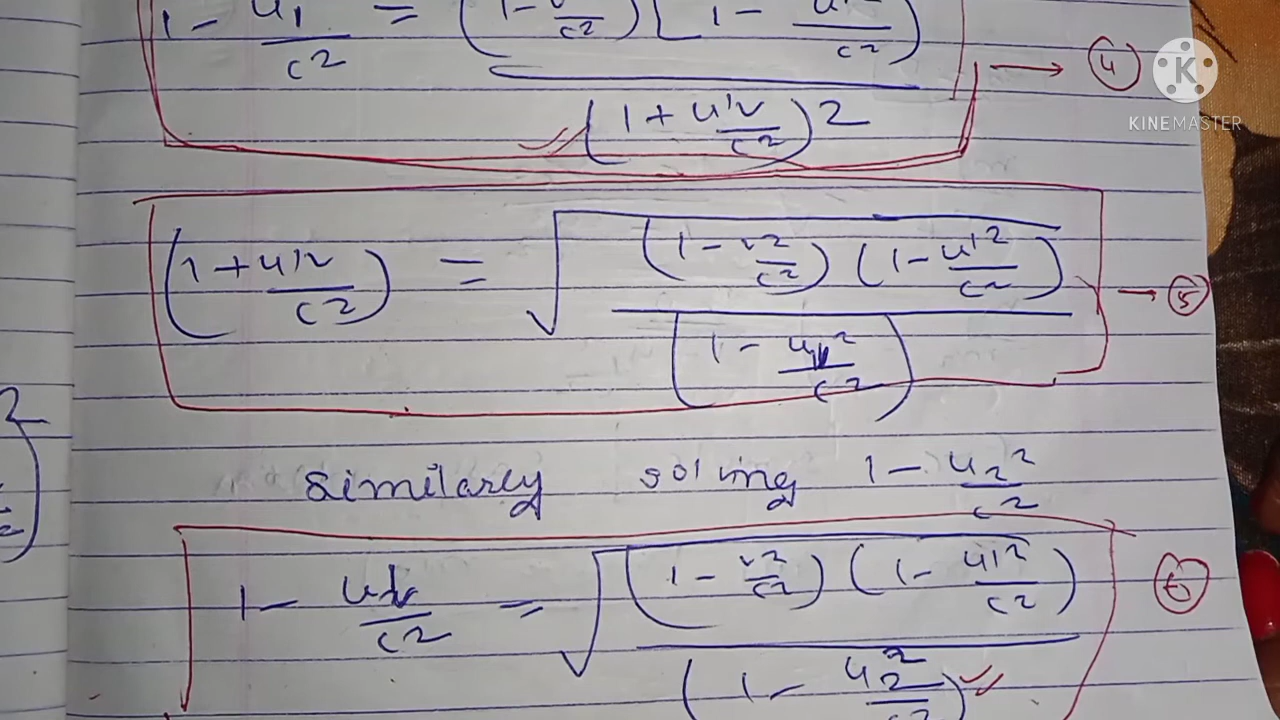 1 - u₁²/c² = (1 - v²/c²) [1 - u'²/c²) / (1 + u'v/c²)2 → ④
KINEMASTER
(1 + u'v/c²) = √((1 - v²/c²) (1 - u'²/c²) / (1 - u₁²/c²)) → ⑤
Similarly solving 1 - u₂²/c²
1 - u'v/c² = √((1 - v²/c²) (1 - u'²/c²) / (1 - u₂²/c²)) ⑥